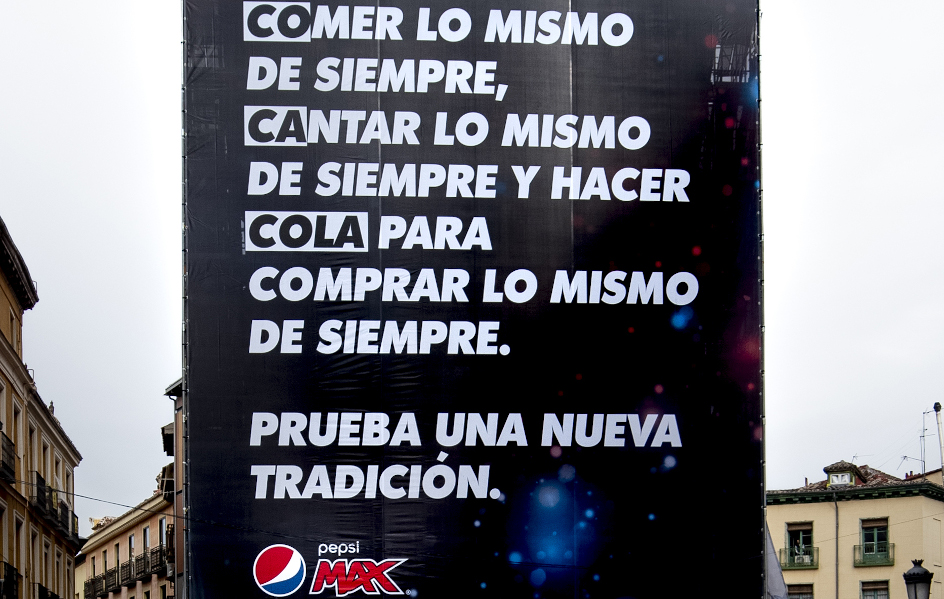 COMER LO MISMO
DE SIEMPRE,
CANTAR LO MISMO
DE SIEMPRE Y HACER
COLA PARA
COMPRAR LO MISMO
DE SIEMPRE.
PRUEBA UNA NUEVA
TRADICIÓN.
pepsi
MAX